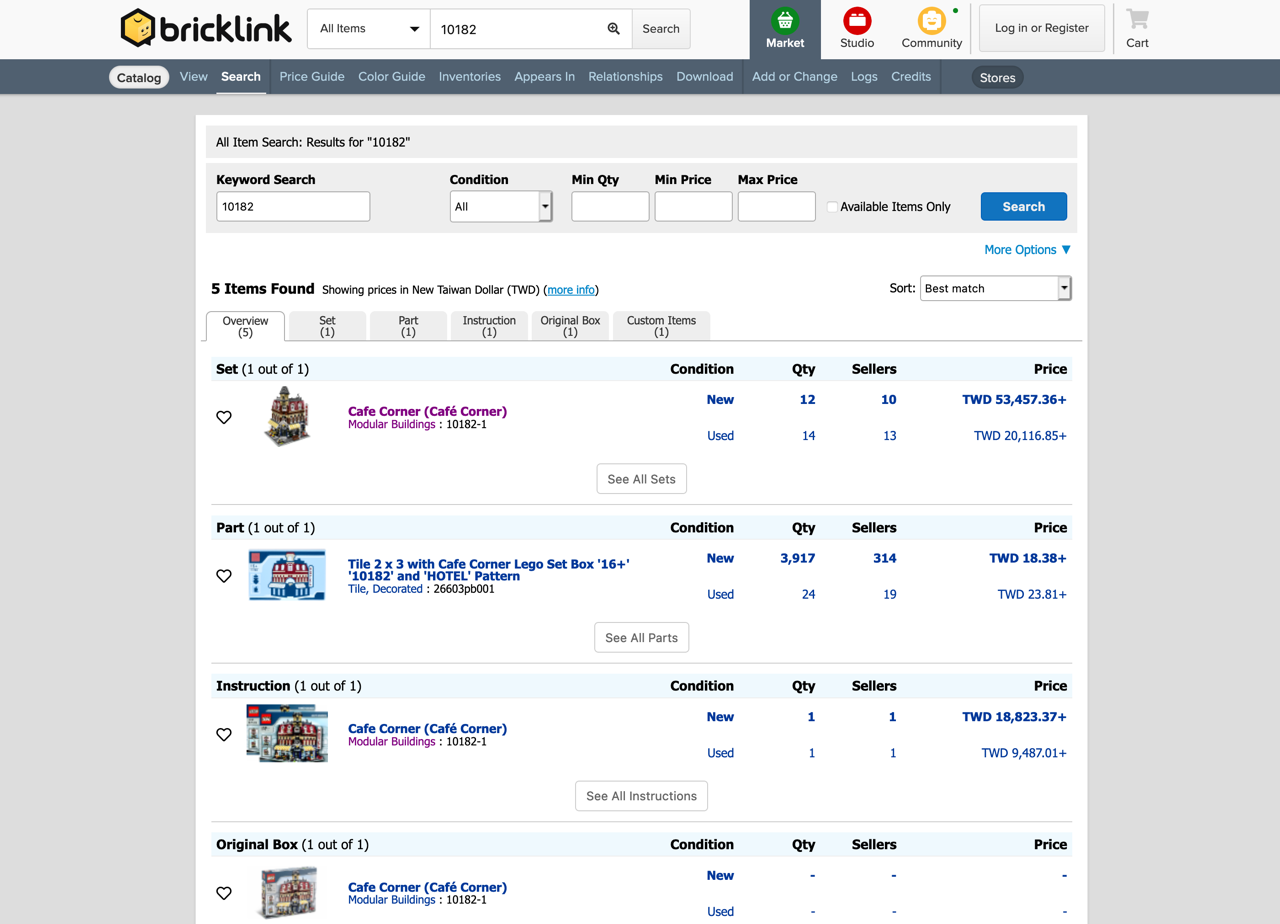 bricklink
All Items
10182
Search
Market
Studio
Community
Log in or Register
Cart
Catalog
View
Search
Price Guide
Color Guide
Inventories
Appears In
Relationships
Download
Add or Change
Logs
Credits
Stores
All Item Search: Results for "10182"
Keyword Search
Condition
Min Qty
Min Price
Max Price
10182
All
Available Items Only
Search
More Options ▼
5 Items Found Showing prices in New Taiwan Dollar (TWD) (more info)
Sort: Best match
Overview
(5)
Set
(1)
Part
(1)
Instruction
(1)
Original Box
(1)
Custom Items
(1)
Set (1 out of 1) Condition Qty Sellers Price
New 12 10 TWD 53,457.36+
Cafe Corner (Café Corner)
Modular Buildings : 10182-1
Used 14 13 TWD 20,116.85+
See All Sets
Part (1 out of 1) Condition Qty Sellers Price
New 3,917 314 TWD 18.38+
Tile 2 x 3 with Cafe Corner Lego Set Box '16+'
'10182' and 'HOTEL' Pattern
Tile, Decorated : 26603pb001
Used 24 19 TWD 23.81+
See All Parts
Instruction (1 out of 1) Condition Qty Sellers Price
New 1 1 TWD 18,823.37+
Cafe Corner (Café Corner)
Modular Buildings : 10182-1
Used 1 1 TWD 9,487.01+
See All Instructions
Original Box (1 out of 1) Condition Qty Sellers Price
New - - -
Cafe Corner (Café Corner)
Modular Buildings : 10182-1
Used - - -